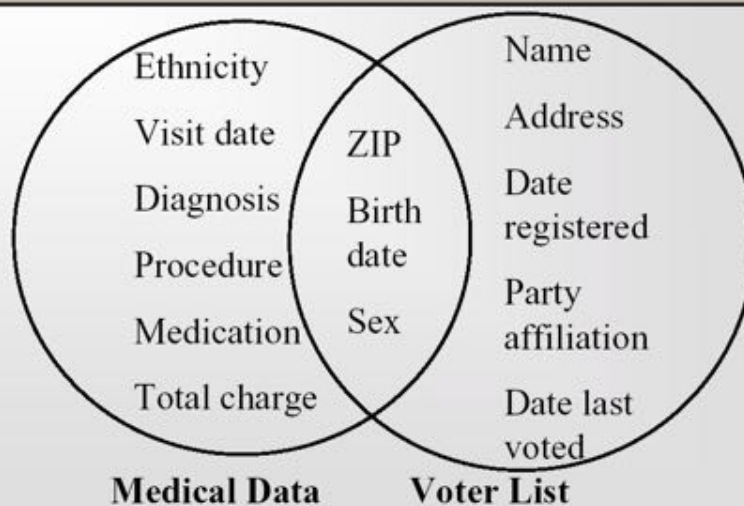 Ethnicity
Visit date
Diagnosis
Procedure
Medication
Total charge
ZIP
Birth
date
Sex
Name
Address
Date
registered
Party
affiliation
Date last
voted
Medical Data
Voter List